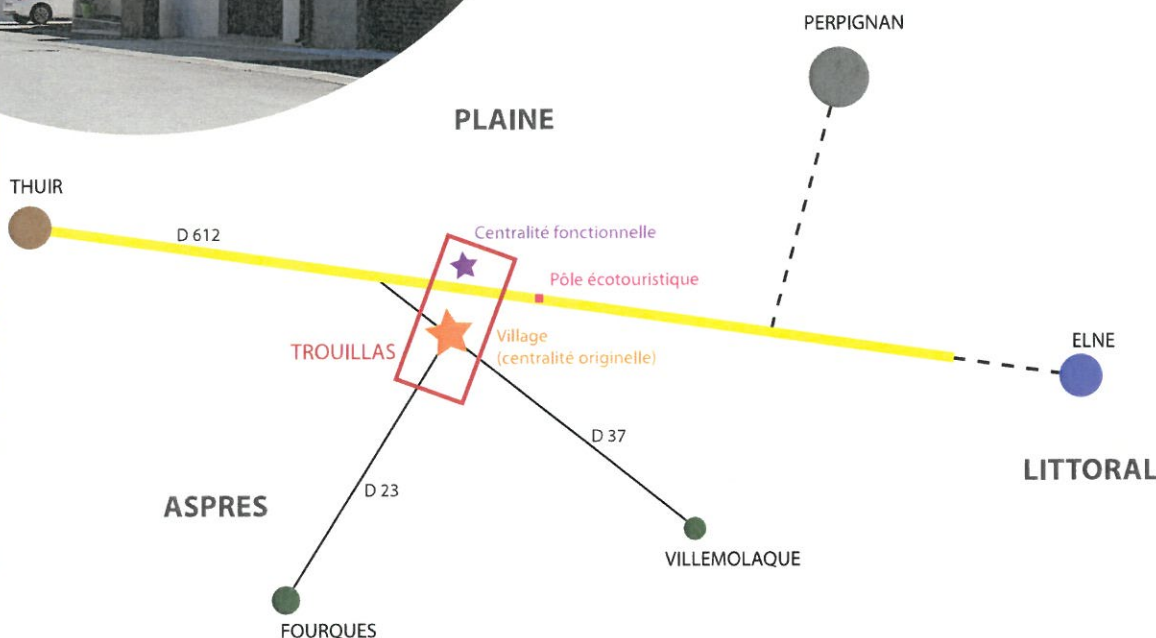 PERPIGNAN
PLAINE
THUIR
D 612
Centralité fonctionnelle
Pôle écotouristique
TROUILLAS
Village
(centralité originelle)
ELNE
D 37
LITTORAL
D 23
ASPRES
VILLEMOLAQUE
FOURQUES